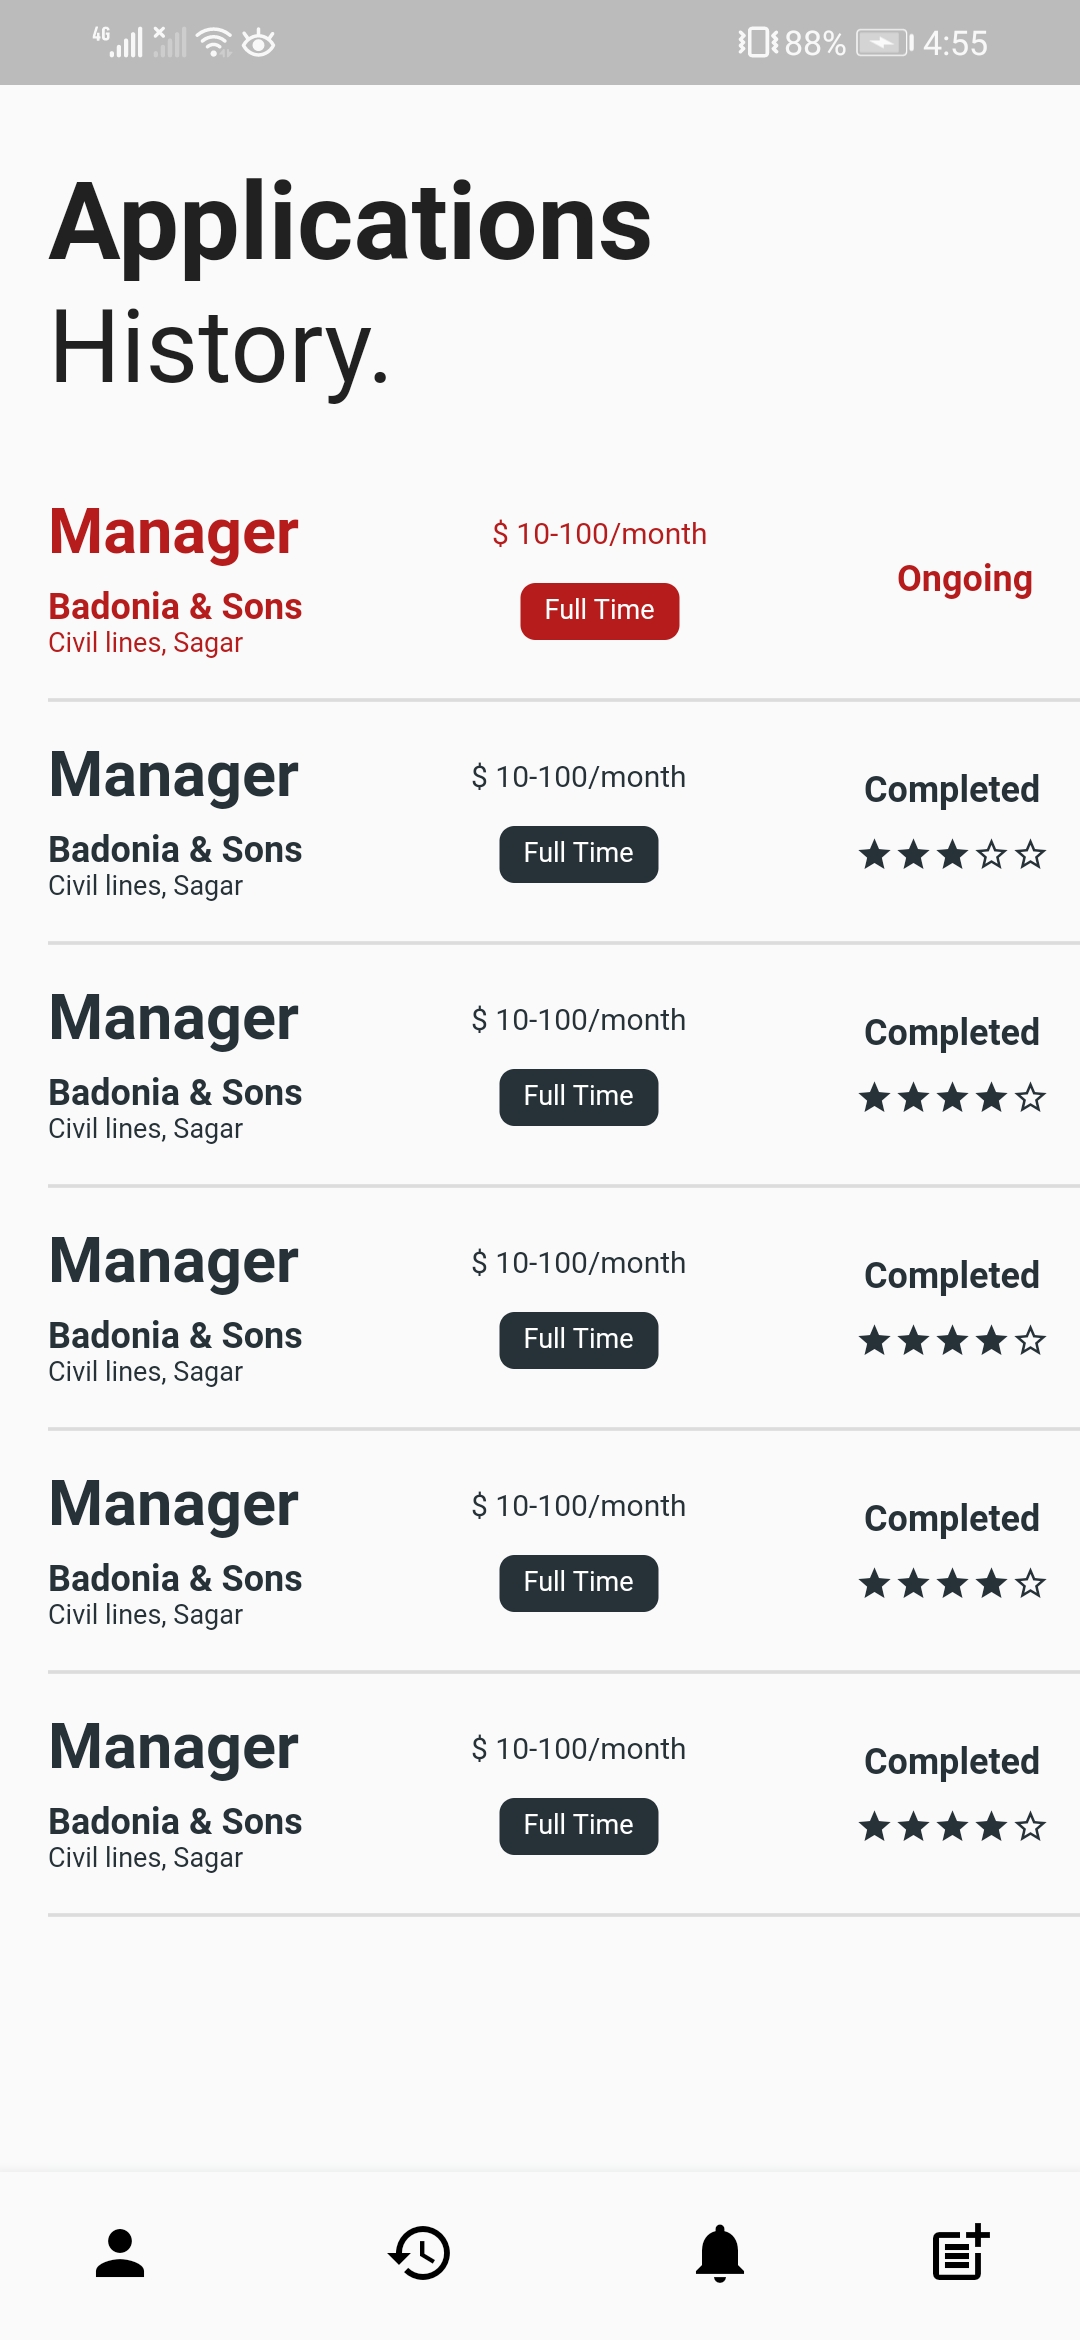 4G 88% 4:55
Applications
History.
Manager
$ 10-100/month
Ongoing
Badonia & Sons
Full Time
Civil lines, Sagar
Manager
$ 10-100/month
Completed
Badonia & Sons
Full Time
Civil lines, Sagar
Manager
$ 10-100/month
Completed
Badonia & Sons
Full Time
Civil lines, Sagar
Manager
$ 10-100/month
Completed
Badonia & Sons
Full Time
Civil lines, Sagar
Manager
$ 10-100/month
Completed
Badonia & Sons
Full Time
Civil lines, Sagar
Manager
$ 10-100/month
Completed
Badonia & Sons
Full Time
Civil lines, Sagar